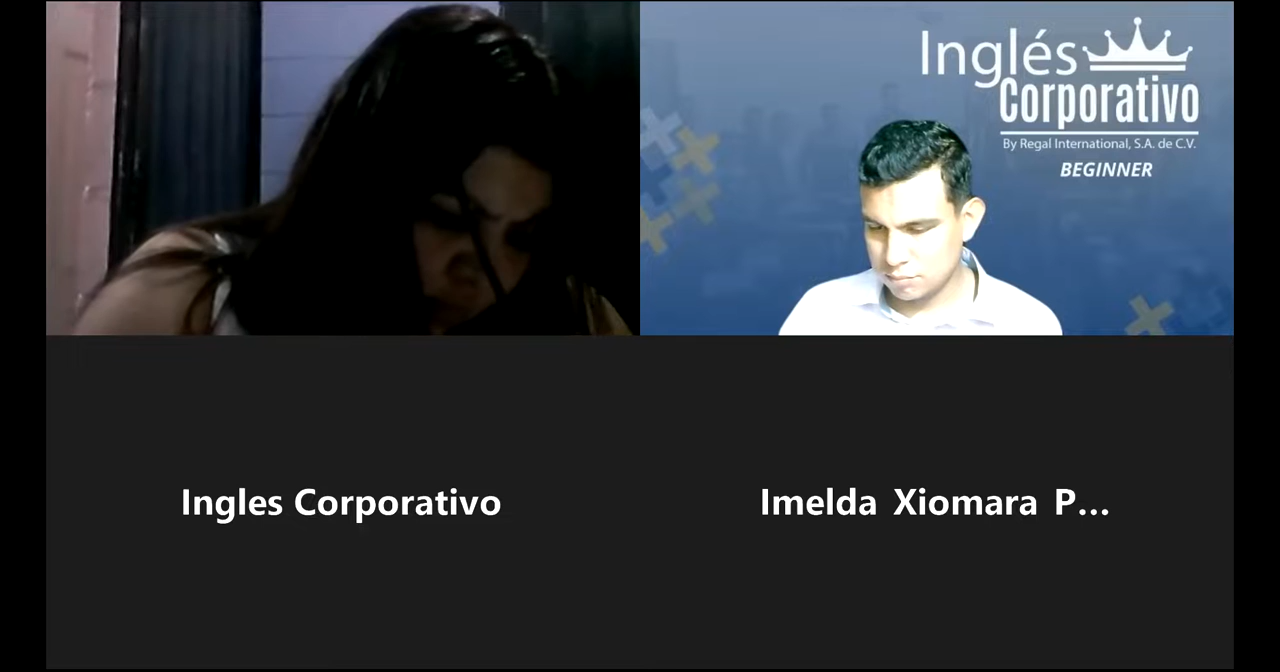 Inglés
Corporativo
By Regal International, S.A. de C.V.
BEGINNER
Ingles Corporativo
Imelda Xiomara P...